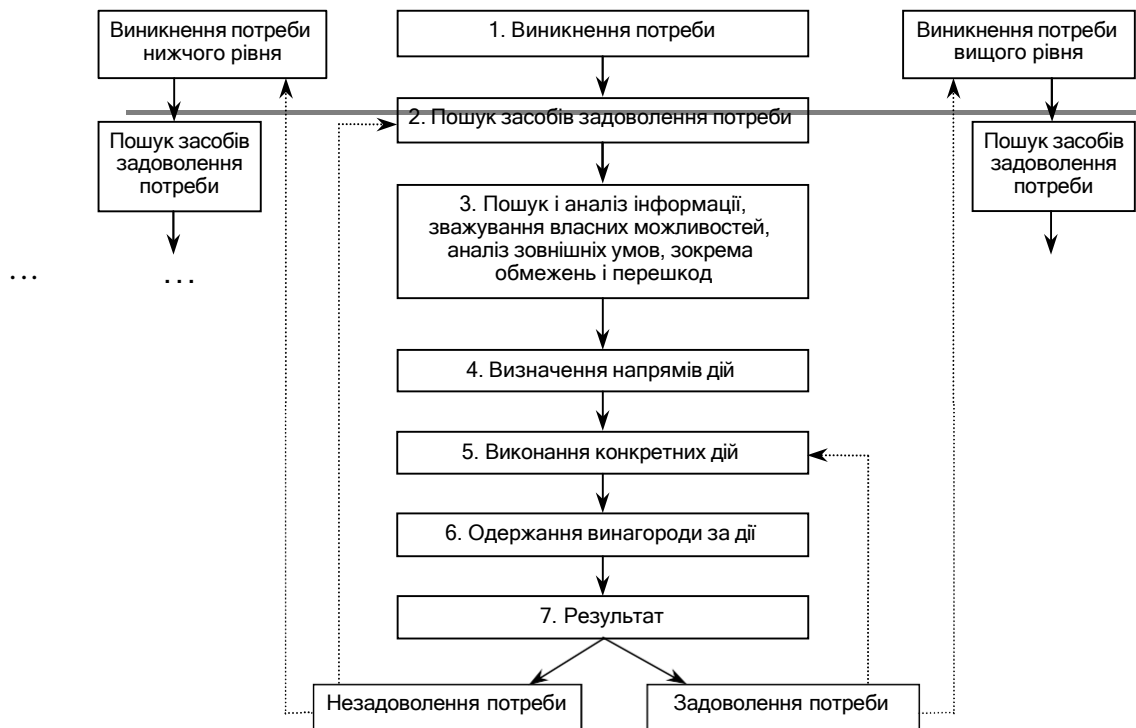 Виникнення потреби
нижчого рівня
1. Виникнення потреби
Виникнення потреби
вищого рівня
2. Пошук засобів задоволення потреби
Пошук засобів
задоволення
потреби
Пошук засобів
задоволення
потреби
3. Пошук і аналіз інформації,
зважування власних можливостей,
аналіз зовнішніх умов, зокрема
обмежень і перешкод
... ...
4. Визначення напрямів дій
5. Виконання конкретних дій
6. Одержання винагороди за дії
7. Результат
Незадоволення потреби
Задоволення потреби